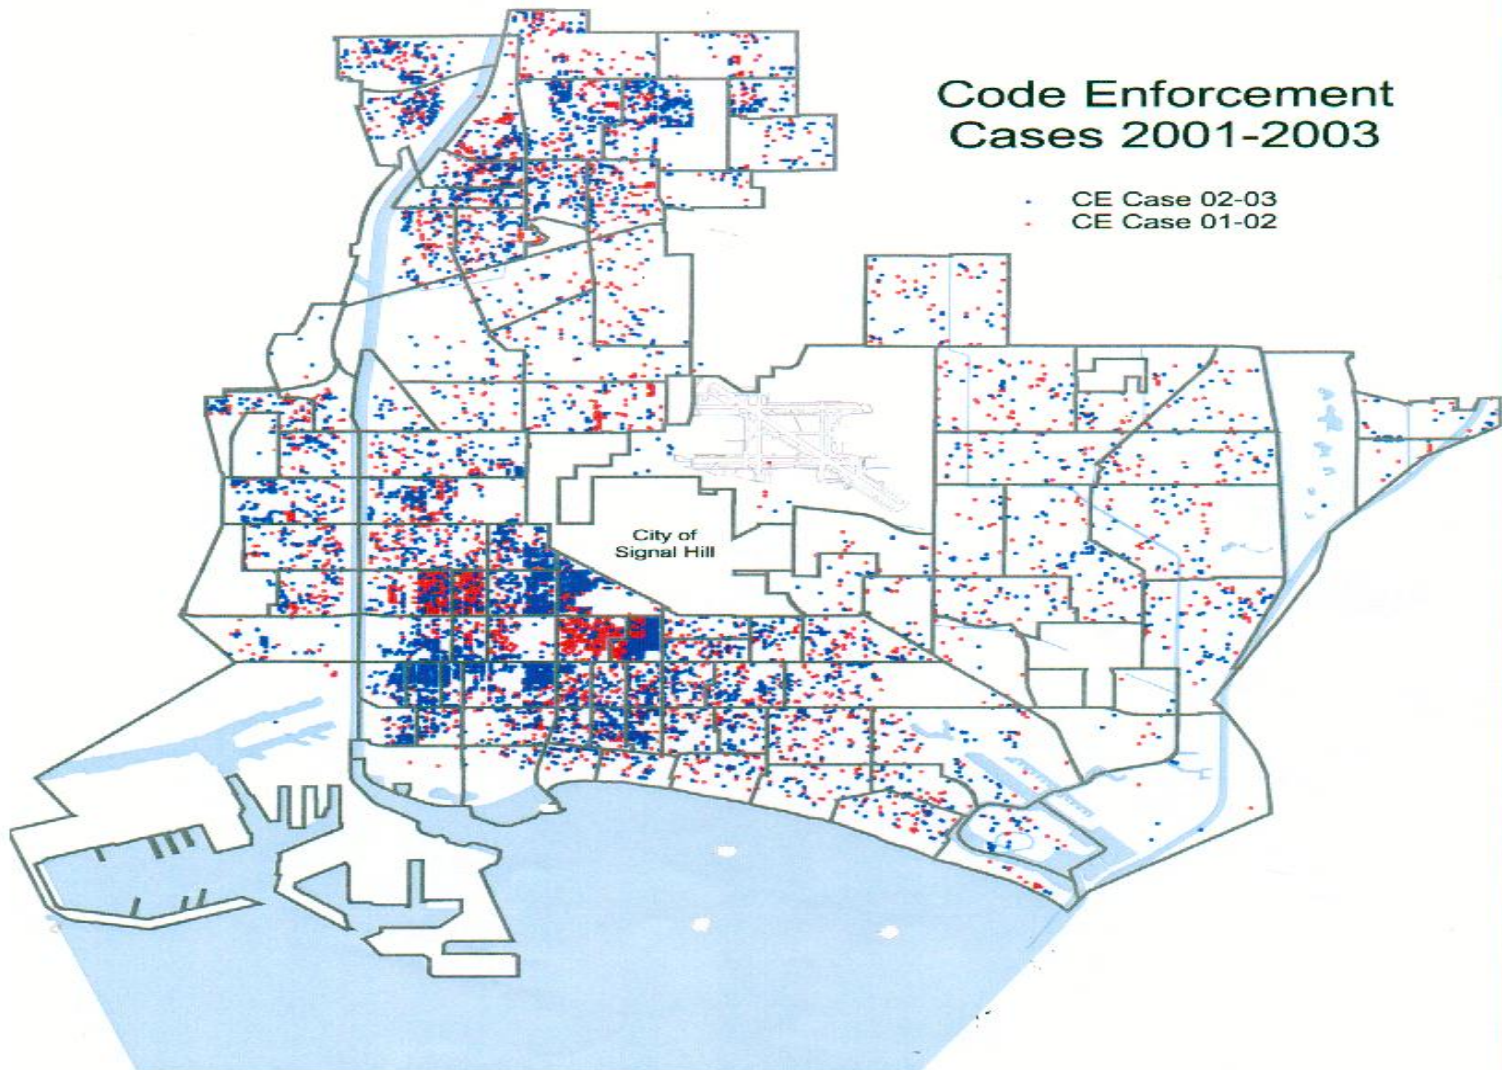 Code Enforcement
Cases 2001-2003
CE Case 02-03
CE Case 01-02
City of
Signal Hill